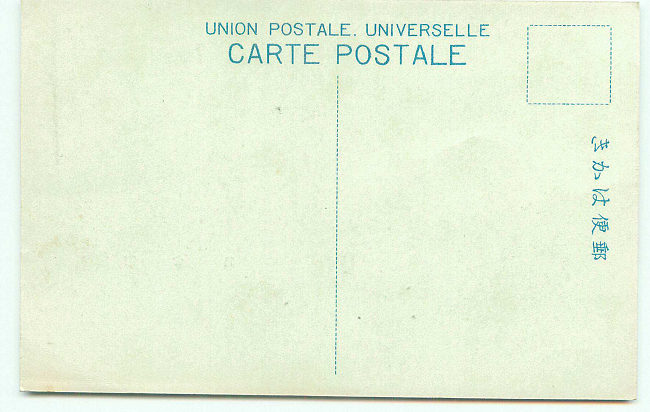 UNION POSTALE. UNIVERSELLE
CARTE POSTALE
郵便はかき